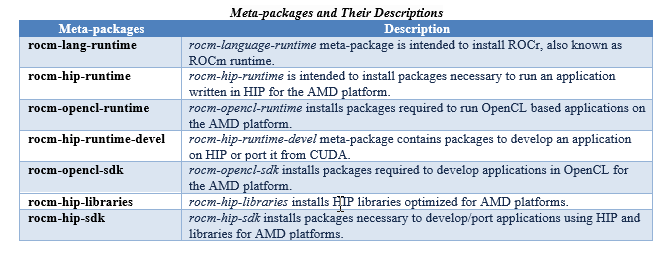 Meta-packages and Their Descriptions
Meta-packages Description
rocm-lang-runtime rocm-language-runtime meta-package is intended to install ROCr, also known as
ROCm runtime.
rocm-hip-runtime rocm-hip-runtime is intended to install packages necessary to run an application
written in HIP for the AMD platform.
rocm-opencl-runtime rocm-opencl-runtime installs packages required to run OpenCL based applications on
the AMD platform.
rocm-hip-runtime-devel rocm-hip-runtime-devel meta-package contains packages to develop an application
on HIP or port it from CUDA.
rocm-opencl-sdk rocm-opencl-sdk installs packages required to develop applications in OpenCL for
the AMD platform.
rocm-hip-libraries rocm-hip-libraries installs HIP libraries optimized for AMD platforms.
rocm-hip-sdk rocm-hip-sdk installs packages necessary to develop/port applications using HIP and
libraries for AMD platforms.